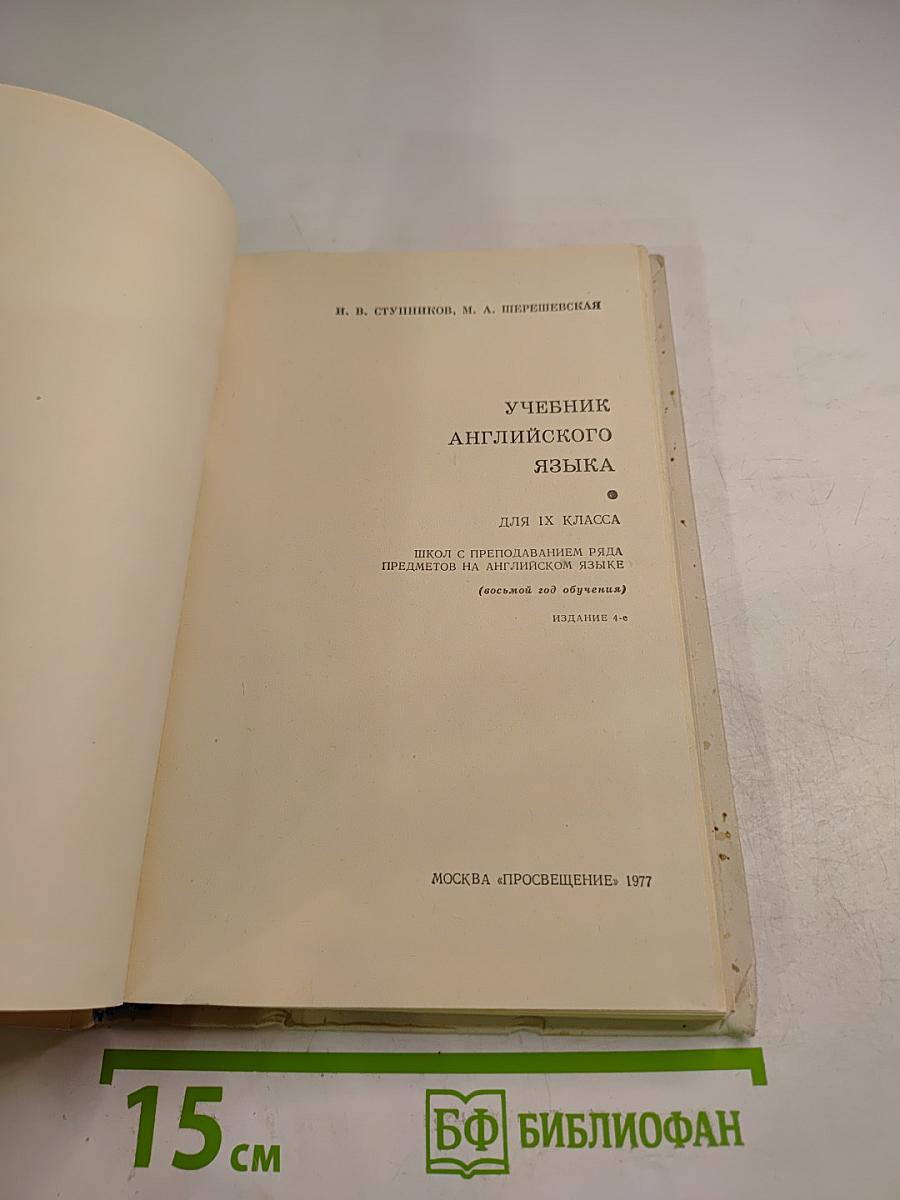 И. В. СТУПНИКОВ, М. А. ШЕРЕШЕВСКАЯ
УЧЕБНИК
АНГЛИЙСКОГО
ЯЗЫКА
ДЛЯ IX КЛАССА
ШКОЛ С ПРЕПОДАВАНИЕМ РЯДА
ПРЕДМЕТОВ НА АНГЛИЙСКОМ ЯЗЫКЕ
(восьмой год обучения)
ИЗДАНИЕ 4-е
МОСКВА «ПРОСВЕЩЕНИЕ» 1977
15 см
БФ БИБЛИОФАН